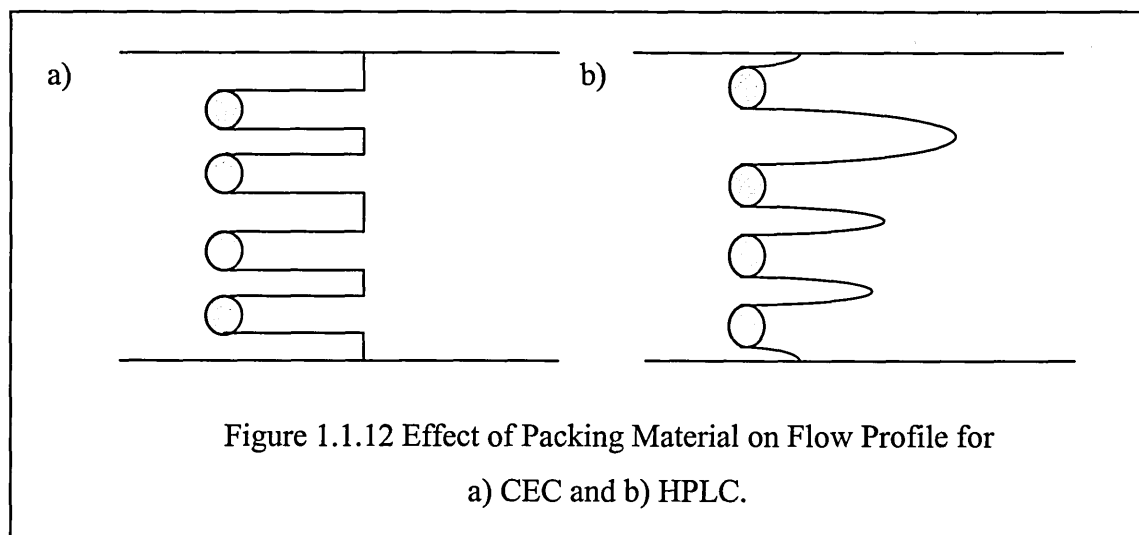 a)
b)
Figure 1.1.12 Effect of Packing Material on Flow Profile for
a) CEC and b) HPLC.